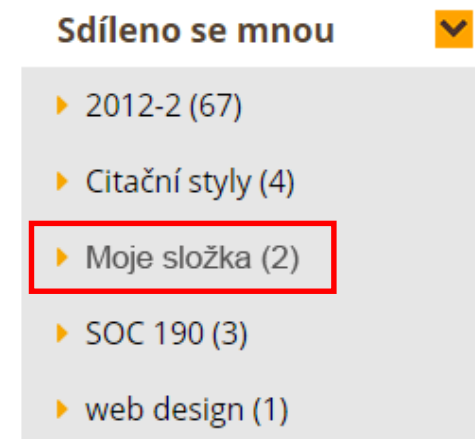 Sdíleno se mnou
2012-2 (67)
Citační styly (4)
Moje složka (2)
SOC 190 (3)
web design (1)